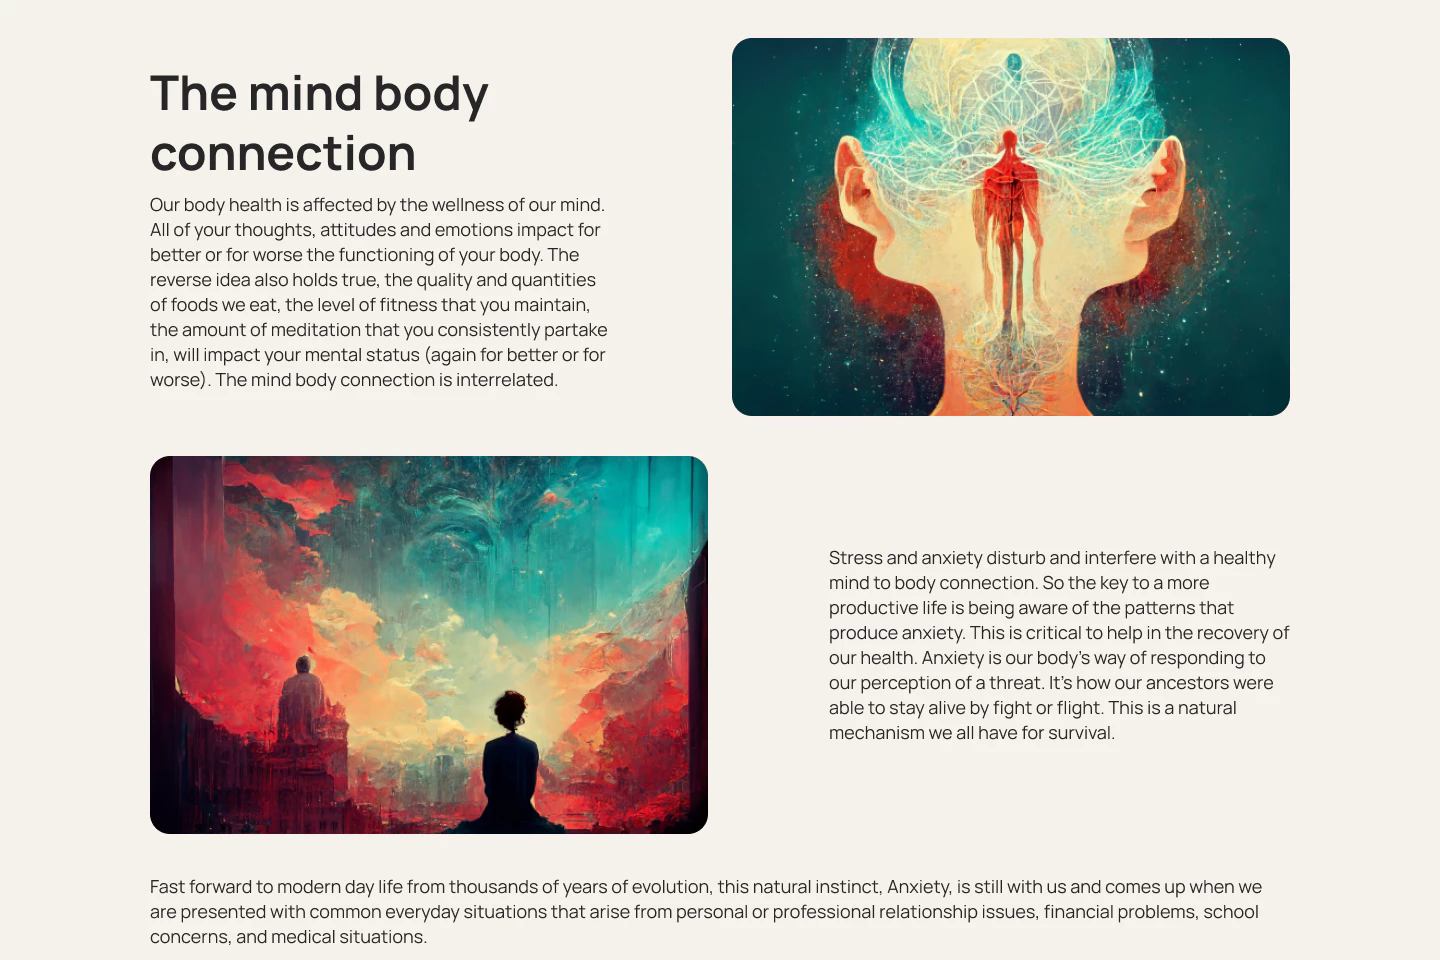 The mind body
connection
Our body health is affected by the wellness of our mind.
All of your thoughts, attitudes and emotions impact for
better or for worse the functioning of your body. The
reverse idea also holds true, the quality and quantities
of foods we eat, the level of fitness that you maintain,
the amount of meditation that you consistently partake
in, will impact your mental status (again for better or for
worse). The mind body connection is interrelated.
Stress and anxiety disturb and interfere with a healthy
mind to body connection. So the key to a more
productive life is being aware of the patterns that
produce anxiety. This is critical to help in the recovery of
our health. Anxiety is our body's way of responding to
our perception of a threat. It's how our ancestors were
able to stay alive by fight or flight. This is a natural
mechanism we all have for survival.
Fast forward to modern day life from thousands of years of evolution, this natural instinct, Anxiety, is still with us and comes up when we
are presented with common everyday situations that arise from personal or professional relationship issues, financial problems, school
concerns, and medical situations.